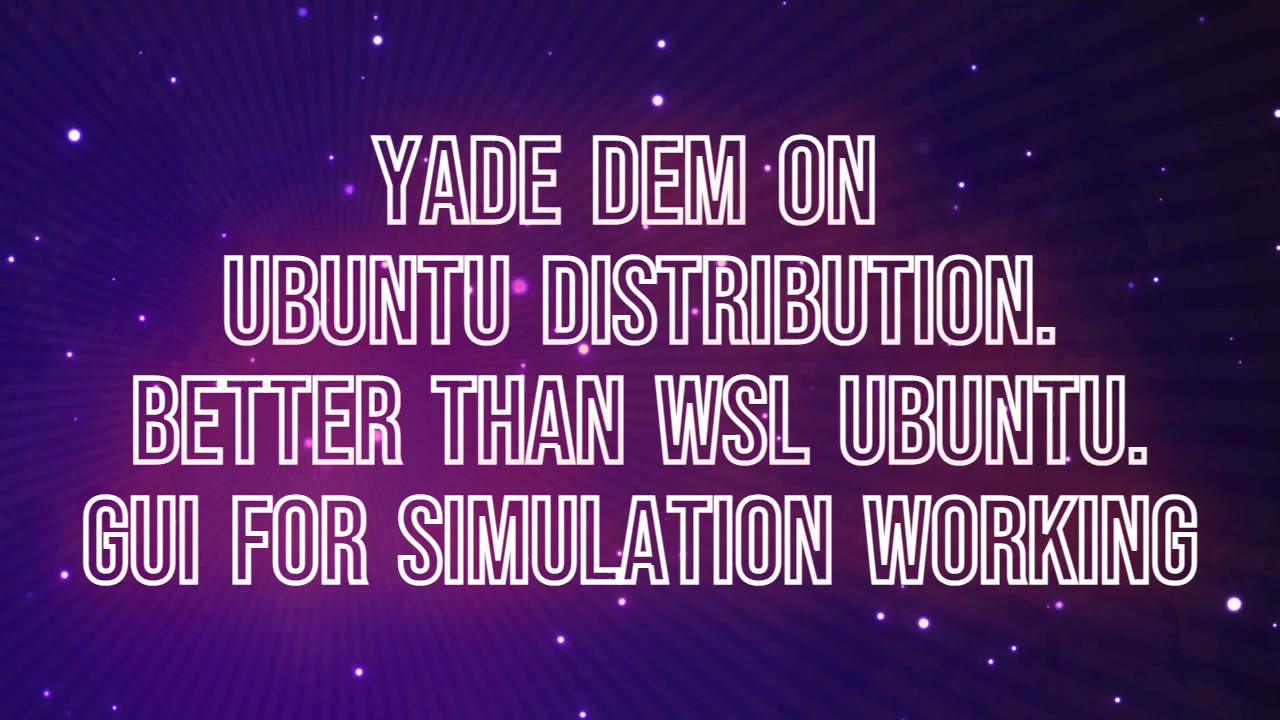 YADE DEM ON
UBUNTU DISTRIBUTION.
BETTER THAN WSL UBUNTU.
GUI FOR SIMULATION WORKING